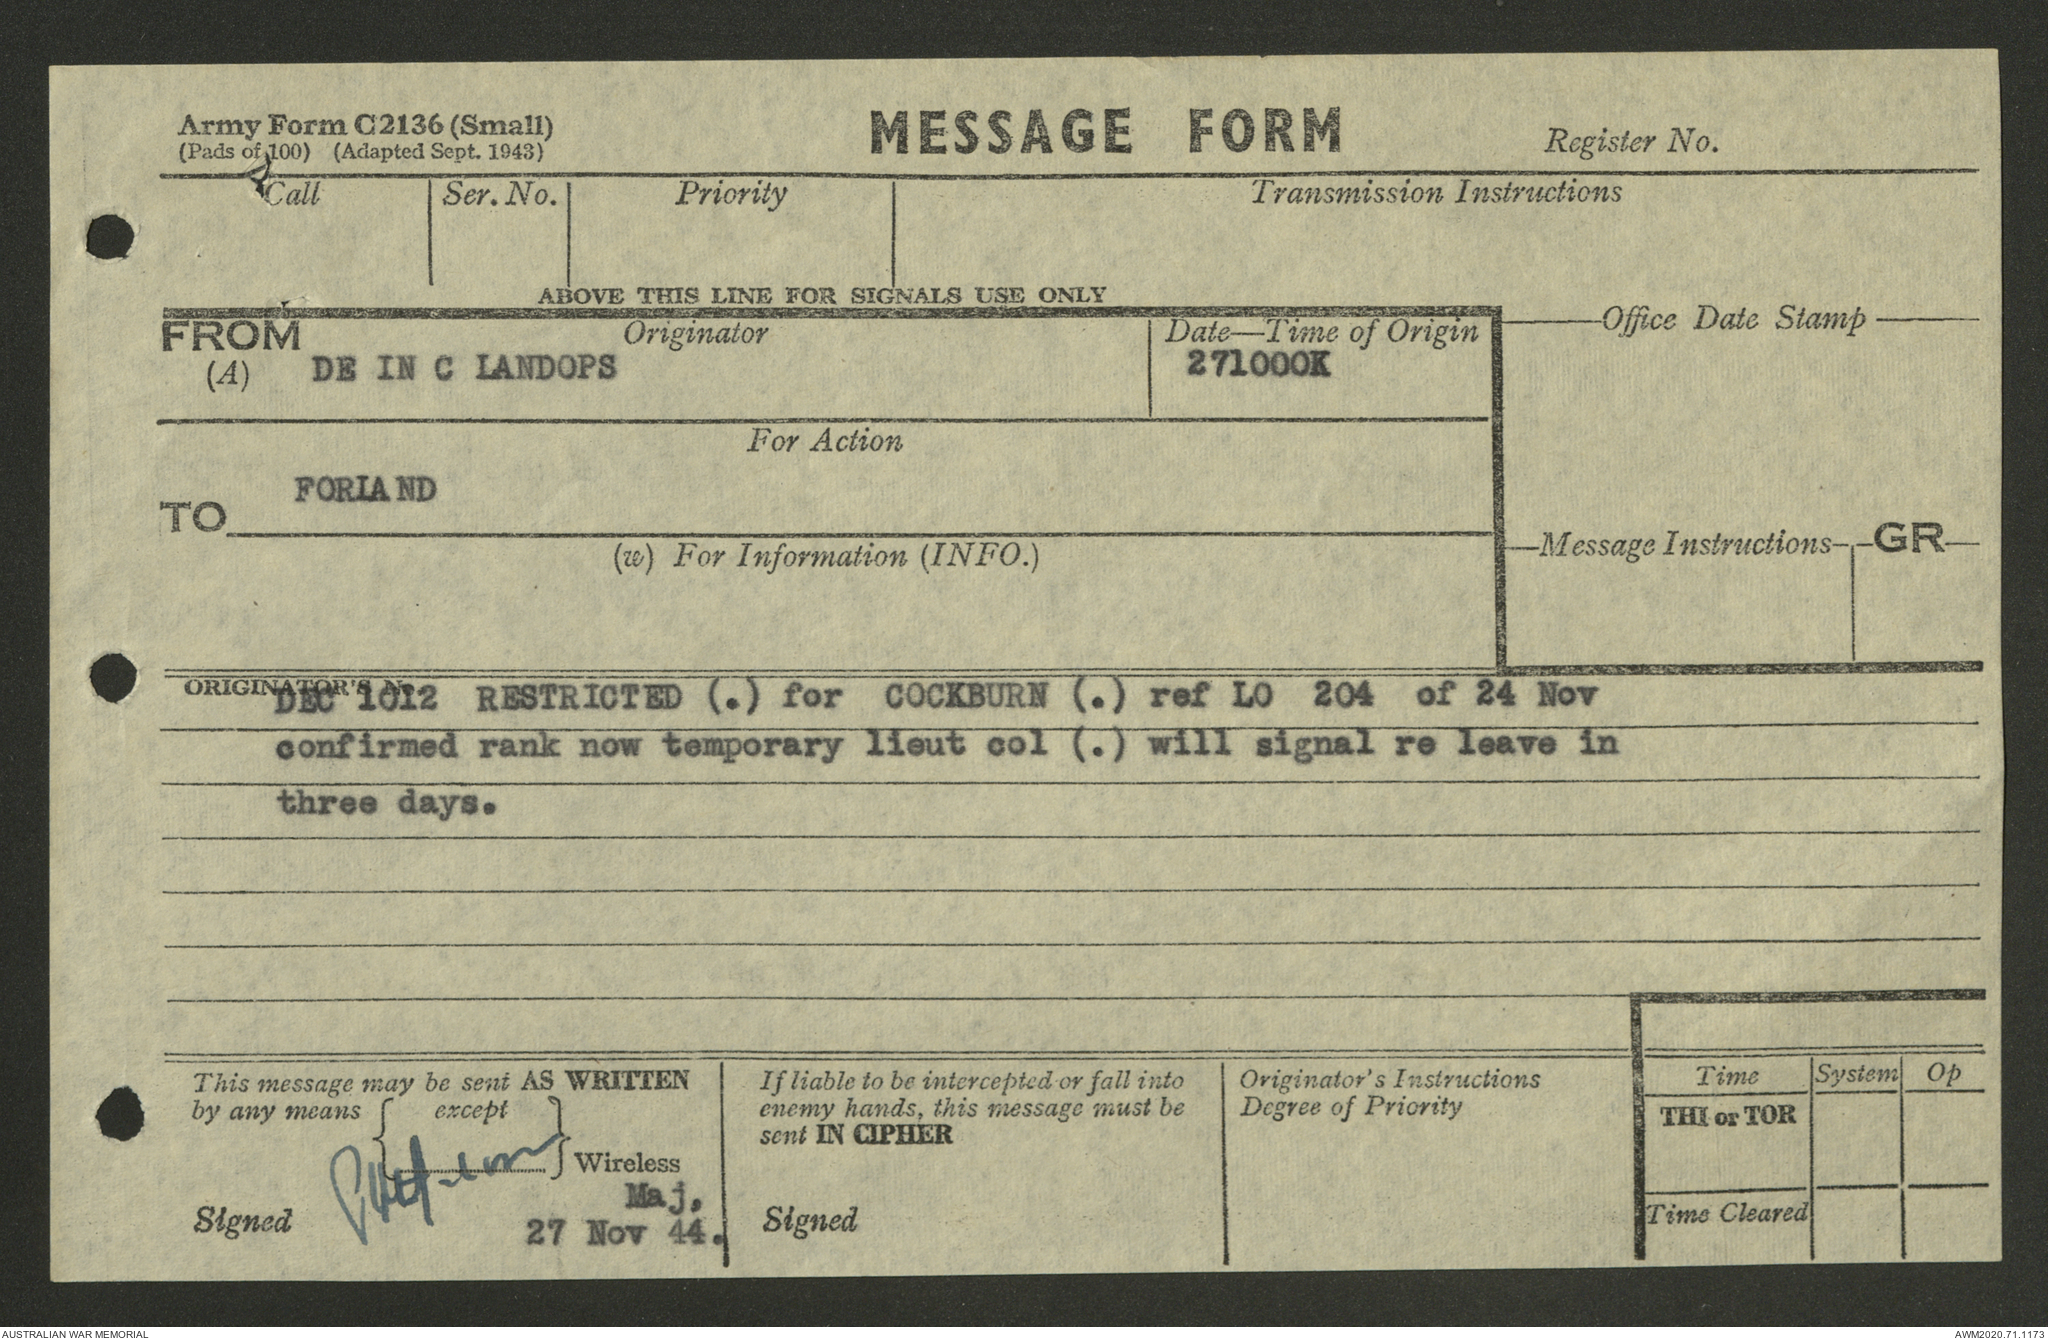 Army Form C2136 (Small)
(Pads of 100) (Adapted Sept. 1943)
MESSAGE FORM
Register No.
Call
Ser. No.
Priority
Transmission Instructions
ABOVE THIS LINE FOR SIGNALS USE ONLY
FROM
(A)
Originator
DE IN C LANDOPS
Date—Time of Origin
271000K
Office Date Stamp
For Action
TO
FORLAND
(w) For Information (INFO.)
Message Instructions
GR
ORIGINATOR'S No.
DEC 1012 RESTRICTED (.) for COCKBURN (.) ref LO 204 of 24 Nov
confirmed rank now temporary lieut col (.) will signal re leave in
three days.
This message may be sent AS WRITTEN
by any means { except } Wireless
Maj,
Signed
27 Nov 44.
If liable to be intercepted or fall into
enemy hands, this message must be
sent IN CIPHER
Signed
Originator's Instructions
Degree of Priority
Time
System
Op
THI or TOR
Time Cleared
AUSTRALIAN WAR MEMORIAL
AWM2020.71.1173